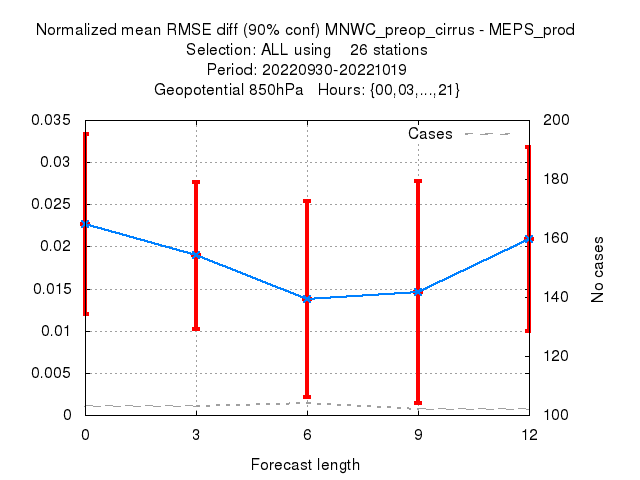 Normalized mean RMSE diff (90% conf) MNWC_preop_cirrus - MEPS_prod
Selection: ALL using    26 stations
Period: 20220930-20221019
Geopotential 850hPa   Hours: {00,03,...,21}
Cases
0.035
0.03
0.025
0.02
0.015
0.01
0.005
0
200
180
160
140
120
100
No cases
0 3 6 9 12
Forecast length